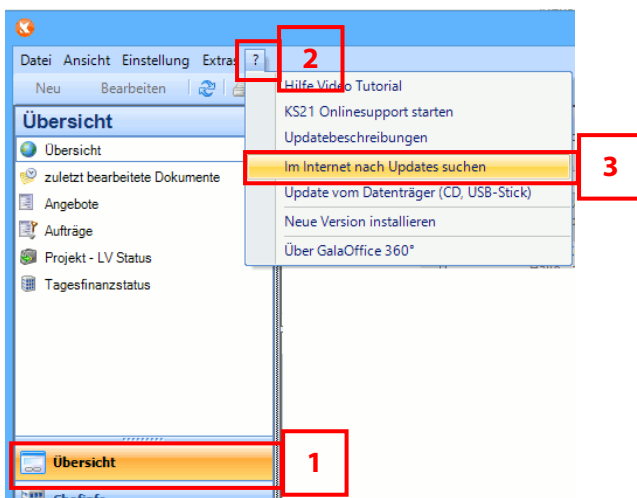 Datei Ansicht Einstellung Extras ? 2
Neu Bearbeiten
Hilfe Video Tutorial
KS21 Onlinesupport starten
Updatebeschreibungen
Im Internet nach Updates suchen 3
Update vom Datenträger (CD, USB-Stick)
Neue Version installieren
Über GalaOffice 360°
Übersicht
Übersicht
zuletzt bearbeitete Dokumente
Angebote
Aufträge
Projekt - LV Status
Tagesfinanzstatus
Übersicht 1
Chefinfo